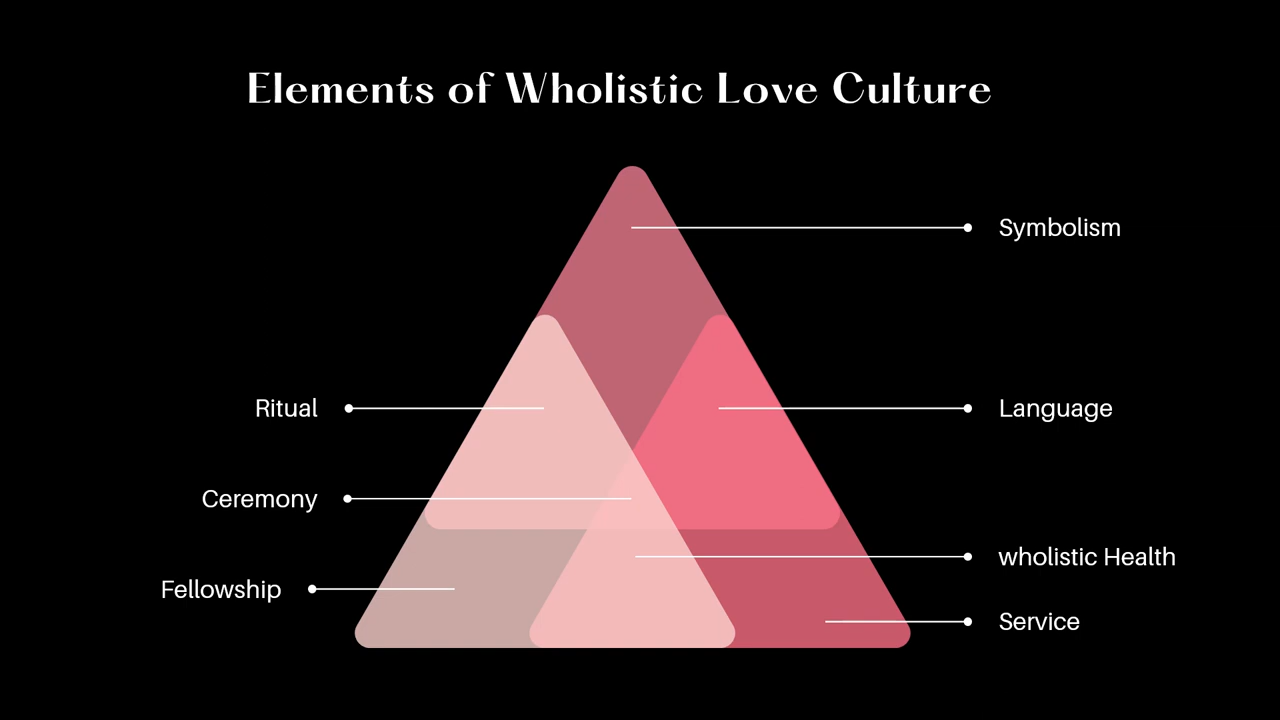 Elements of Wholistic Love Culture
Symbolism
Ritual
Language
Ceremony
wholistic Health
Fellowship
Service